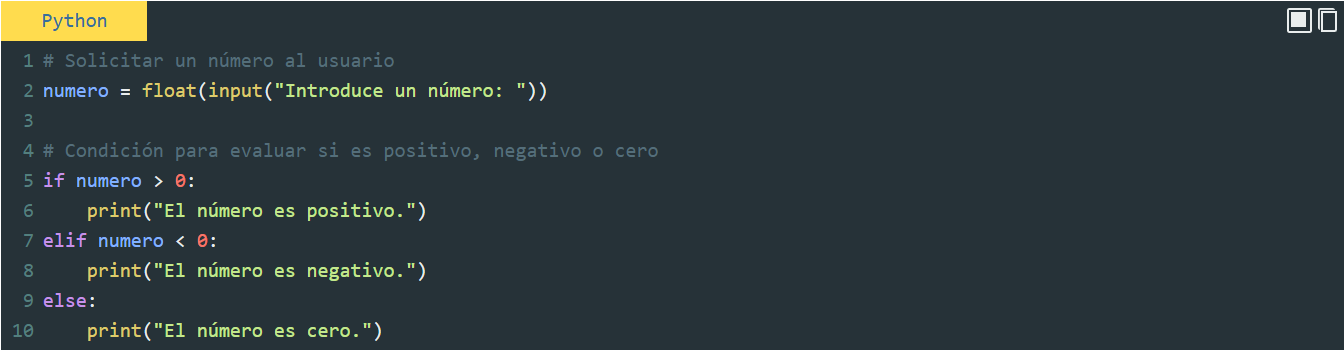 Python
1 # Solicitar un número al usuario
2 numero = float(input("Introduce un número: "))
3
4 # Condición para evaluar si es positivo, negativo o cero
5 if numero > 0:
6     print("El número es positivo.")
7 elif numero < 0:
8     print("El número es negativo.")
9 else:
10     print("El número es cero.")